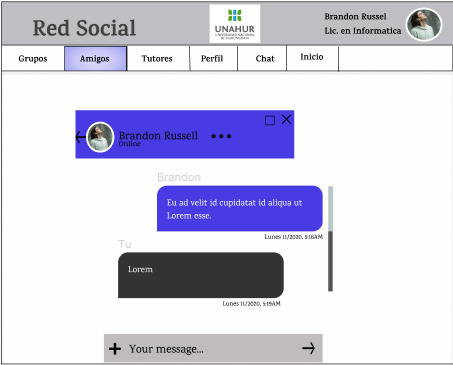 Red Social
UNAHUR
UNIVERSIDAD NACIONAL
DE HURLINGHAM
Brandon Russel
Lic. en Informatica
Grupos
Amigos
Tutores
Perfil
Chat
Inicio
Brandon Russell
Online
Brandon
Eu ad velit id cupidatat id aliqua ut
Lorem esse.
Lunes 11/2020, 5:16AM
Tu
Lorem
Lunes 11/2020, 5:19AM
Your message...